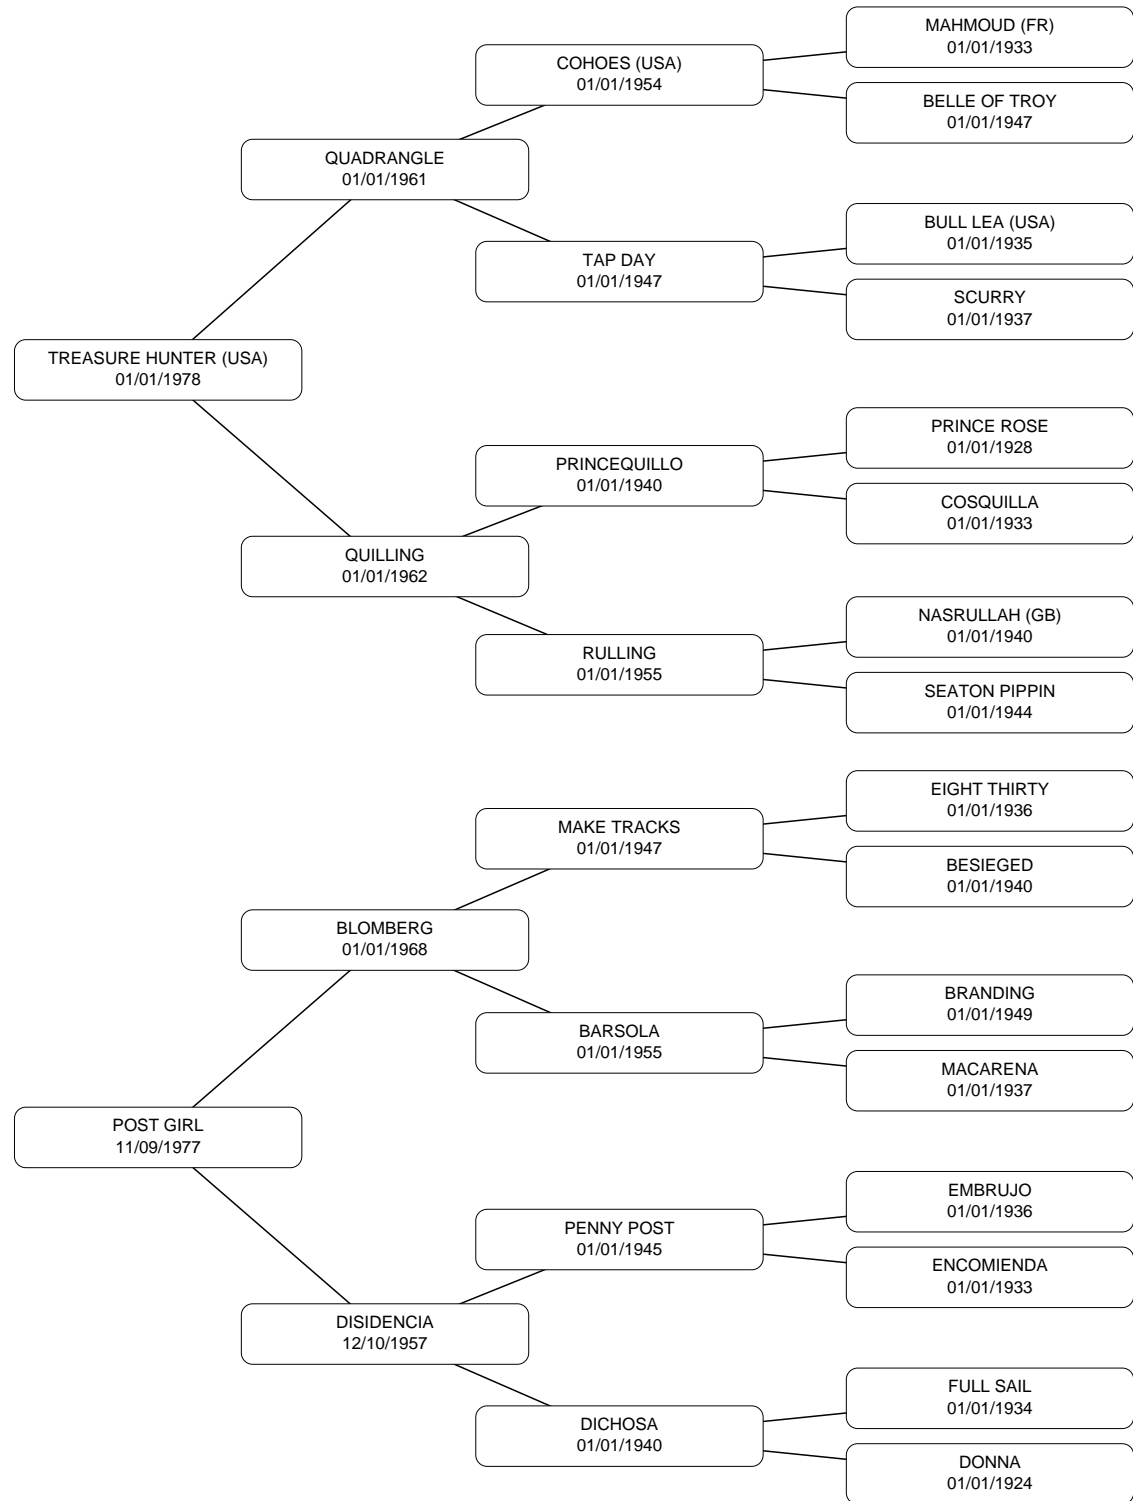 MAHMOUD (FR)
01/01/1933
COHOES (USA)
01/01/1954
BELLE OF TROY
01/01/1947
QUADRANGLE
01/01/1961
BULL LEA (USA)
01/01/1935
TAP DAY
01/01/1947
SCURRY
01/01/1937
TREASURE HUNTER (USA)
01/01/1978
PRINCE ROSE
01/01/1928
PRINCEQUILLO
01/01/1940
COSQUILLA
01/01/1933
QUILLING
01/01/1962
NASRULLAH (GB)
01/01/1940
RULLING
01/01/1955
SEATON PIPPIN
01/01/1944
EIGHT THIRTY
01/01/1936
MAKE TRACKS
01/01/1947
BESIEGED
01/01/1940
BLOMBERG
01/01/1968
BRANDING
01/01/1949
BARSOLA
01/01/1955
MACARENA
01/01/1937
POST GIRL
11/09/1977
EMBRUJO
01/01/1936
PENNY POST
01/01/1945
ENCOMIENDA
01/01/1933
DISIDENCIA
12/10/1957
FULL SAIL
01/01/1934
DICHOSA
01/01/1940
DONNA
01/01/1924